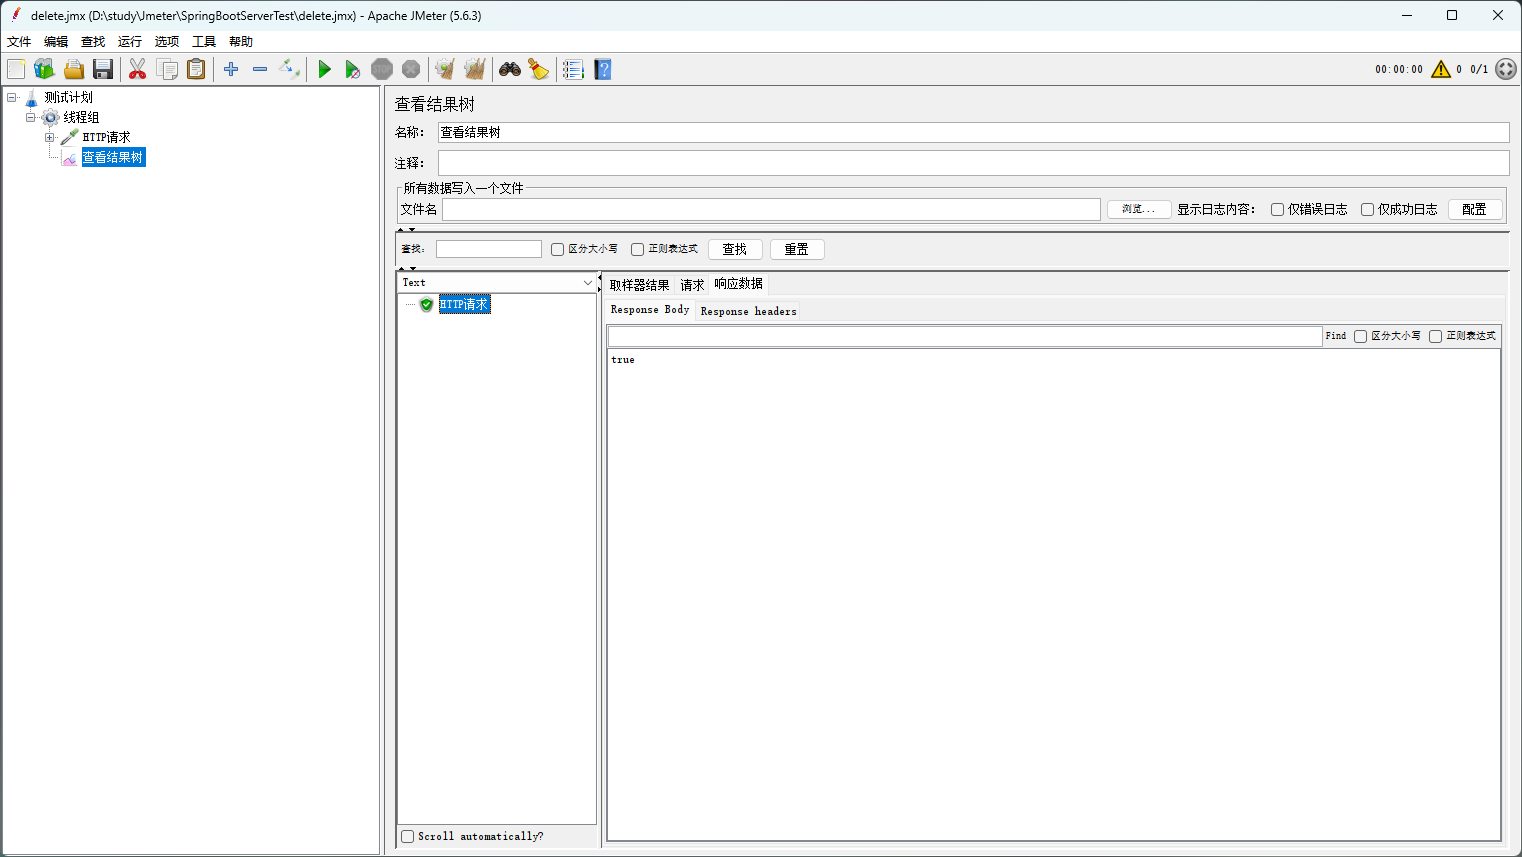 delete.jmx (D:\study\Jmeter\SpringBootServerTest\delete.jmx) - Apache JMeter (5.6.3)
文件 编辑 查找 运行 选项 工具 帮助
STOP
00:00:00 0 0/1
测试计划
线程组
HTTP请求
查看结果树
查看结果树
名称: 查看结果树
注释:
所有数据写入一个文件
文件名 浏览... 显示日志内容: 仅错误日志 仅成功日志 配置
查找: 区分大小写 正则表达式 查找 重置
Text
HTTP请求
Scroll automatically?
取样器结果 请求 响应数据
Response Body Response headers
Find 区分大小写 正则表达式
true